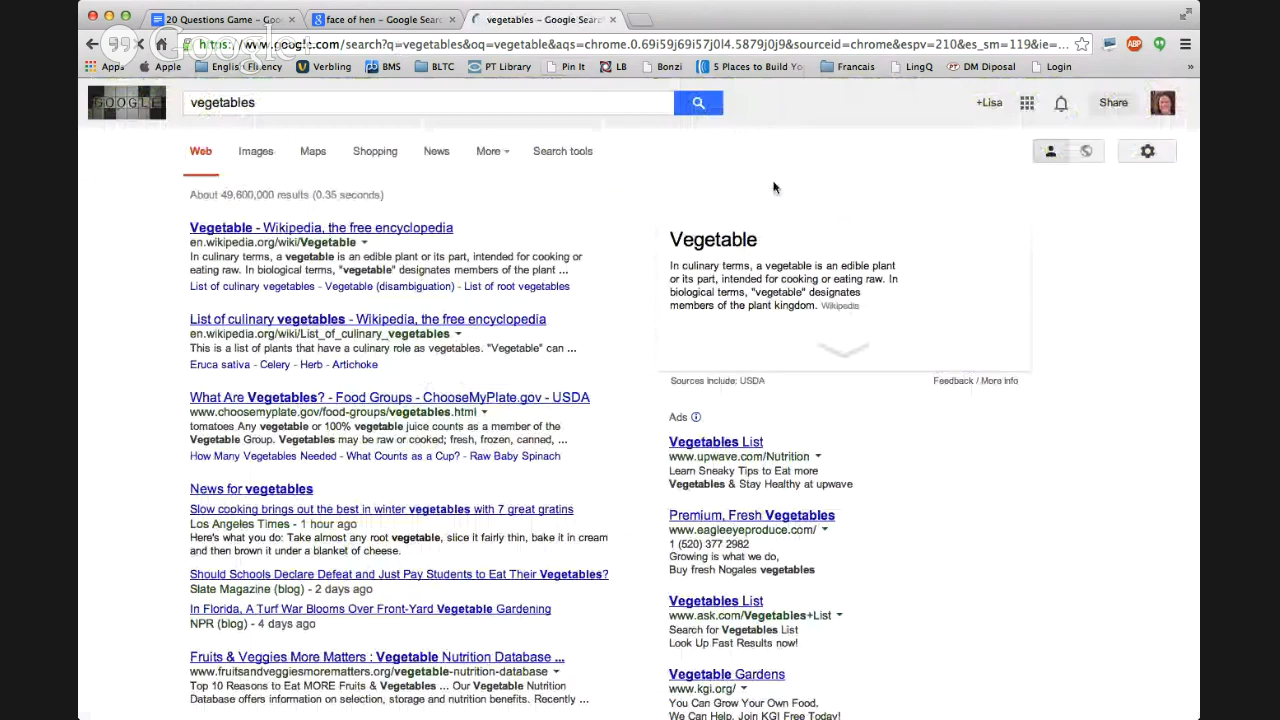 20 Questions Game – Goo
face of hen – Google Sear
vegetables – Google Sear
Google+
https://www.google.com/search?q=vegetables&oq=vegetable&aqs=chrome.0.69i59j69i57j0l4.5879j0j9&sourceid=chrome&espv=210&es_sm=119&ie=...
Apps Apple English Fluency Verbling BMS BLTC PT Library Pin It LB Bonzi 5 Places to Build Yo Francais LingQ DM Diposal Login »
GOOGLE
vegetables
+Lisa Share
Web Images Maps Shopping News More Search tools
About 49,600,000 results (0.35 seconds)
Vegetable - Wikipedia, the free encyclopedia
en.wikipedia.org/wiki/Vegetable
In culinary terms, a vegetable is an edible plant or its part, intended for cooking or
eating raw. In biological terms, "vegetable" designates members of the plant ...
List of culinary vegetables - Vegetable (disambiguation) - List of root vegetables
List of culinary vegetables - Wikipedia, the free encyclopedia
en.wikipedia.org/wiki/List_of_culinary_vegetables
This is a list of plants that have a culinary role as vegetables. "Vegetable" can ...
Eruca sativa - Celery - Herb - Artichoke
What Are Vegetables? - Food Groups - ChooseMyPlate.gov - USDA
www.choosemyplate.gov/food-groups/vegetables.html
tomatoes Any vegetable or 100% vegetable juice counts as a member of the
Vegetable Group. Vegetables may be raw or cooked; fresh, frozen, canned, ...
How Many Vegetables Needed - What Counts as a Cup? - Raw Baby Spinach
News for vegetables
Slow cooking brings out the best in winter vegetables with 7 great gratins
Los Angeles Times - 1 hour ago
Here's what you do: Take almost any root vegetable, slice it fairly thin, bake it in cream
and then brown it under a blanket of cheese.
Should Schools Declare Defeat and Just Pay Students to Eat Their Vegetables?
Slate Magazine (blog) - 2 days ago
In Florida, A Turf War Blooms Over Front-Yard Vegetable Gardening
NPR (blog) - 4 days ago
Fruits & Veggies More Matters : Vegetable Nutrition Database ...
www.fruitsandveggiesmorematters.org/vegetable-nutrition-database
Top 10 Reasons to Eat MORE Fruits & Vegetables ... Our Vegetable Nutrition
Database offers information on selection, storage and nutrition benefits. Recently ...
Vegetable
In culinary terms, a vegetable is an edible plant
or its part, intended for cooking or eating raw. In
biological terms, "vegetable" designates
members of the plant kingdom. Wikipedia
Sources include: USDA
Feedback / More info
Ads
Vegetables List
www.upwave.com/Nutrition
Learn Sneaky Tips to Eat more
Vegetables & Stay Healthy at upwave
Premium, Fresh Vegetables
www.eagleeyeproduce.com/
1 (520) 377 2982
Growing is what we do,
Buy fresh Nogales vegetables
Vegetables List
www.ask.com/Vegetables+List
Search for Vegetables List
Look Up Fast Results now!
Vegetable Gardens
www.kgi.org/
You Can Grow Your Own Food.
We Can Help. Join KGI Free Today!